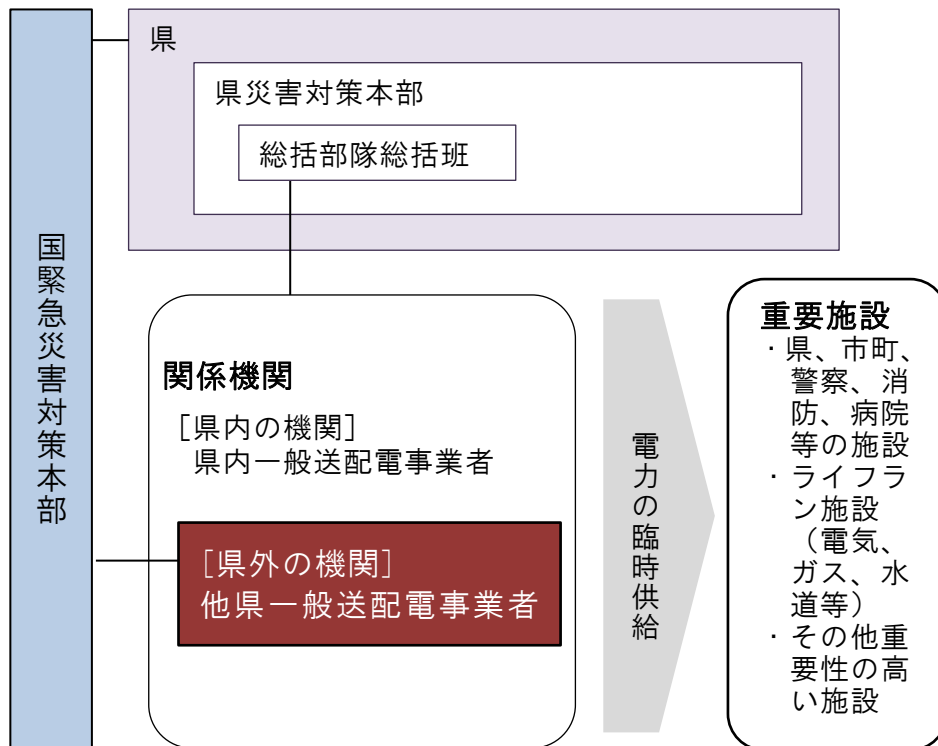 国緊急災害対策本部
県
県災害対策本部
総括部隊総括班
関係機関
［県内の機関］
県内一般送配電事業者
［県外の機関］
他県一般送配電事業者
電力の臨時供給
重要施設
・県、市町、
警察、消
防、病院
等の施設
・ライフラ
ン施設
（電気、
ガス、水
道等）
・その他重
要性の高
い施設